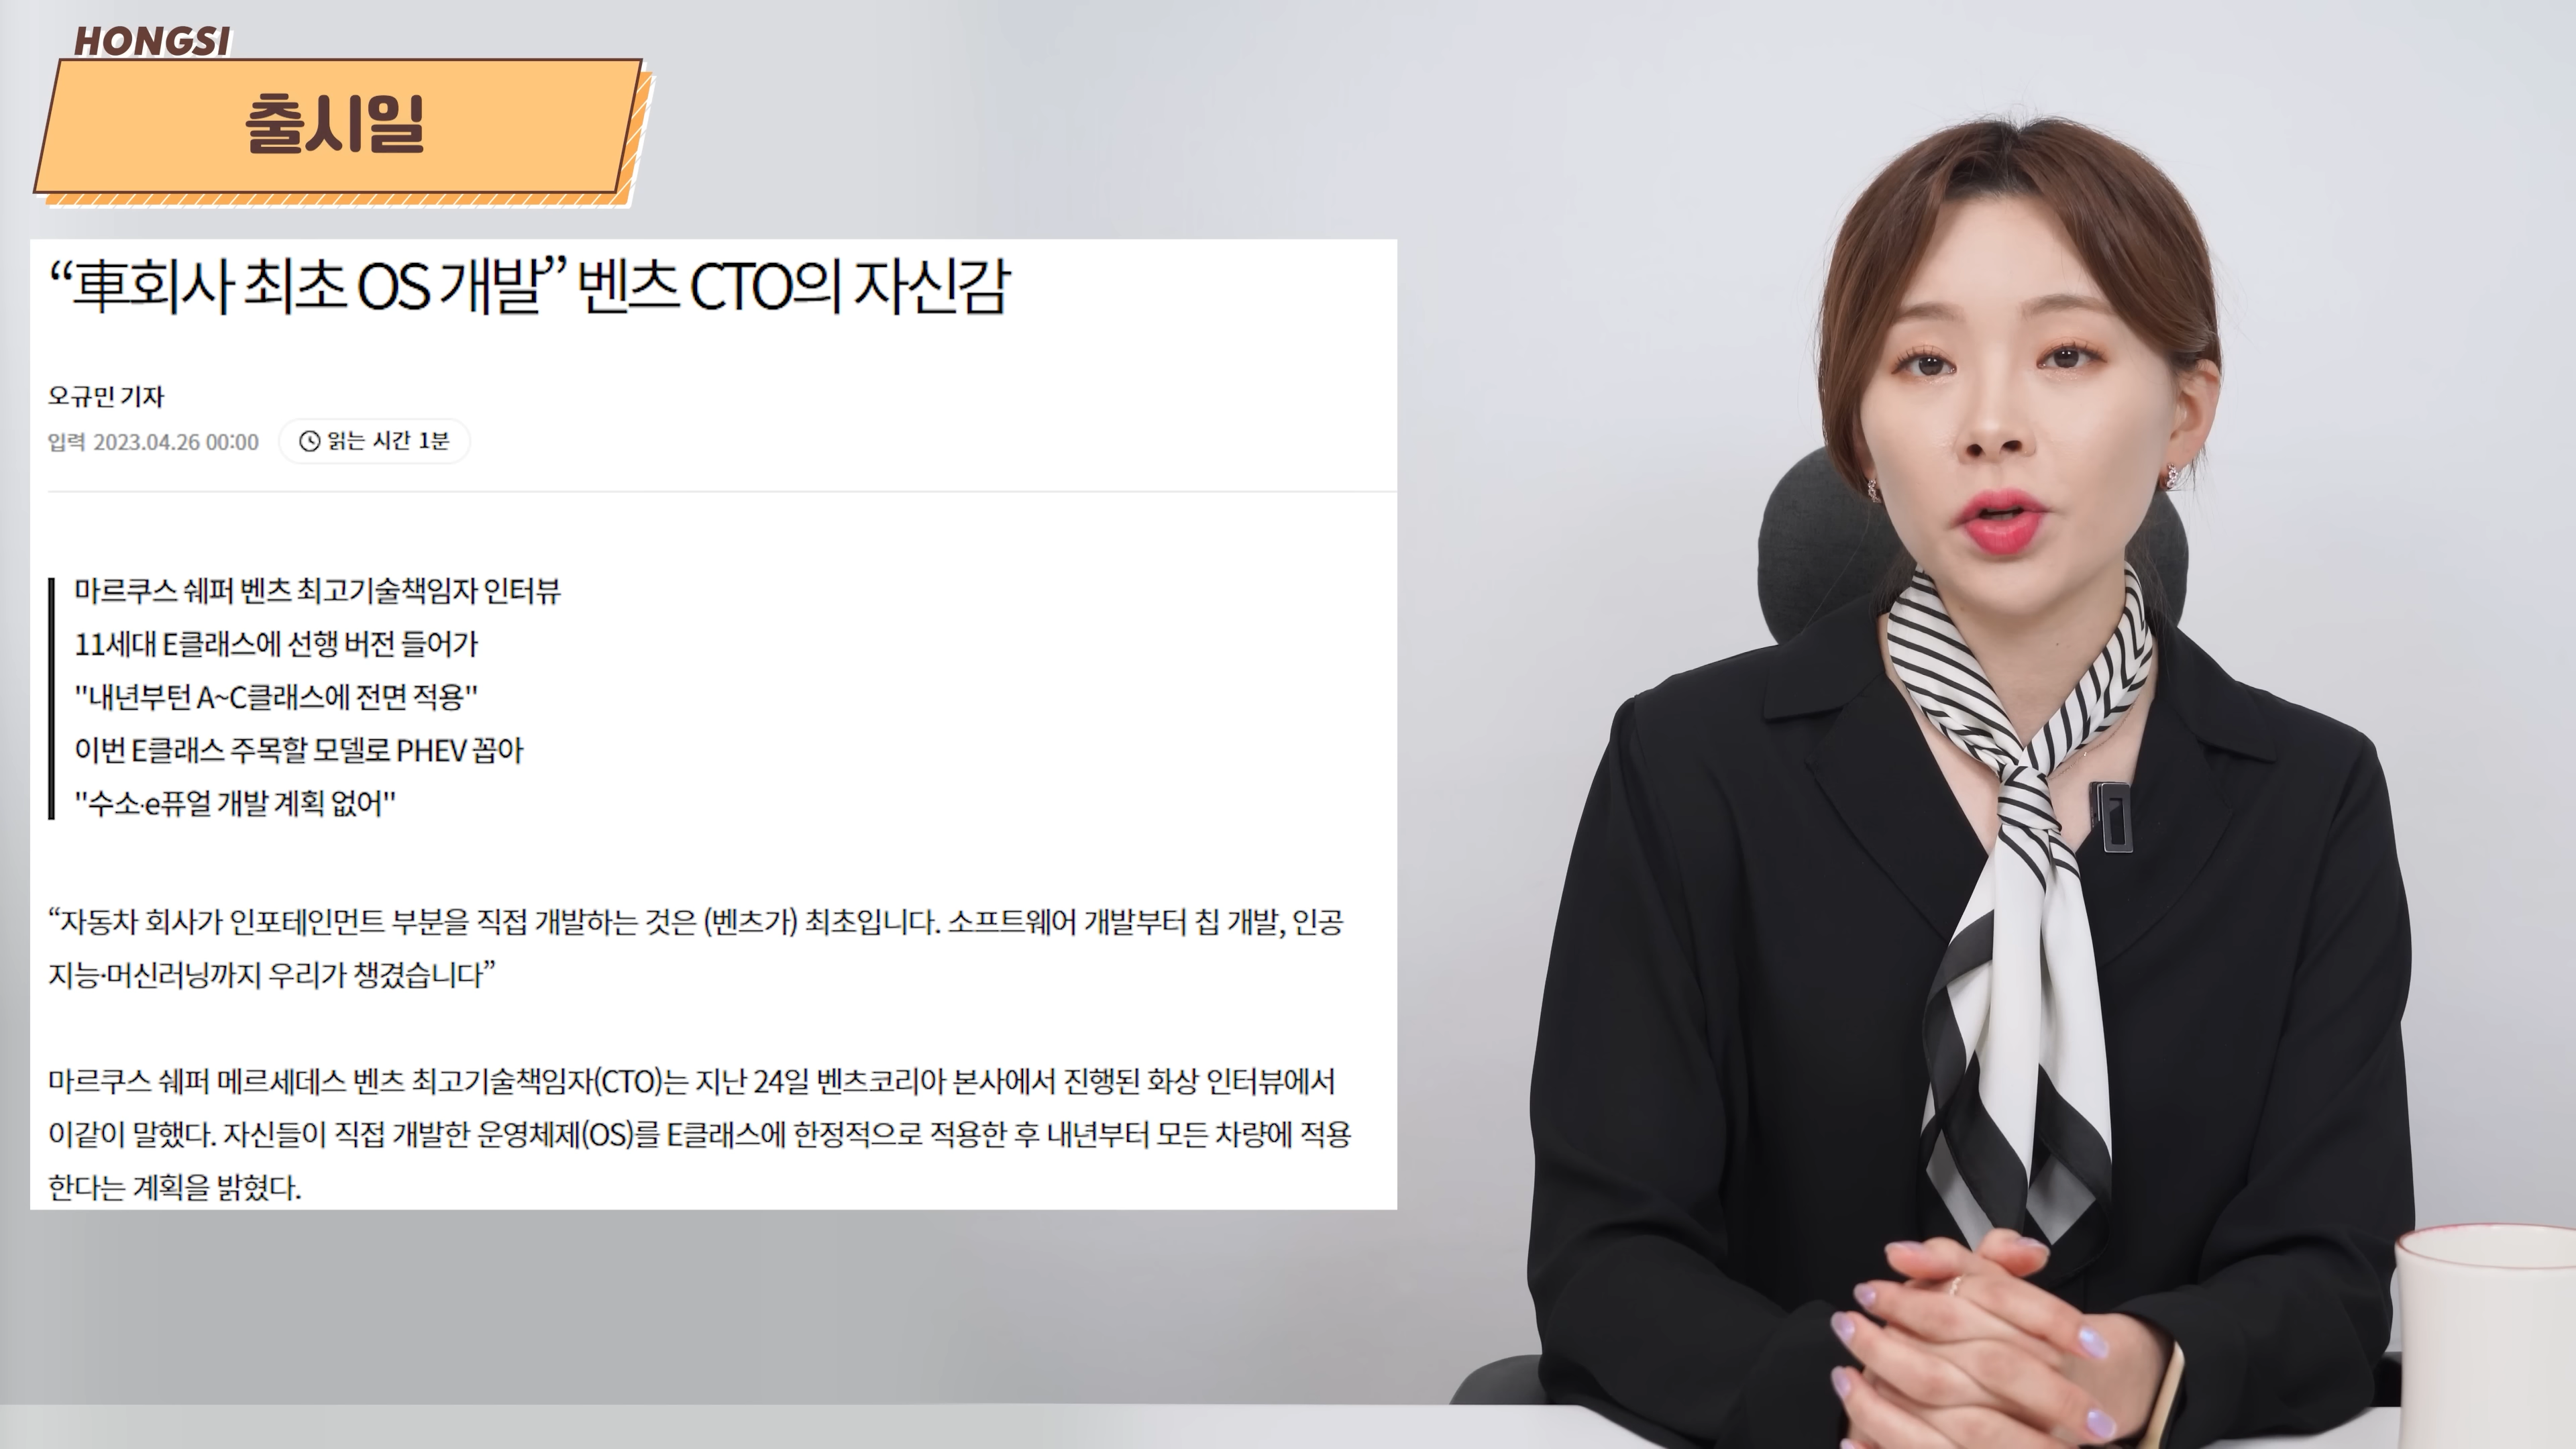 HONGSI
출시일
“車회사 최초 OS 개발” 벤츠 CTO의 자신감
오규민 기자
입력 2023.04.26 00:00 읽는 시간 1분
마르쿠스 쉐퍼 벤츠 최고기술책임자 인터뷰
11세대 E클래스에 선행 버전 들어가
"내년부턴 A~C클래스에 전면 적용"
이번 E클래스 주목할 모델로 PHEV 꼽아
"수소·e퓨얼 개발 계획 없어"
“자동차 회사가 인포테인먼트 부분을 직접 개발하는 것은 (벤츠가) 최초입니다. 소프트웨어 개발부터 칩 개발, 인공
지능·머신러닝까지 우리가 챙겼습니다”
마르쿠스 쉐퍼 메르세데스 벤츠 최고기술책임자(CTO)는 지난 24일 벤츠코리아 본사에서 진행된 화상 인터뷰에서
이같이 말했다. 자신들이 직접 개발한 운영체제(OS)를 E클래스에 한정적으로 적용한 후 내년부터 모든 차량에 적용
한다는 계획을 밝혔다.